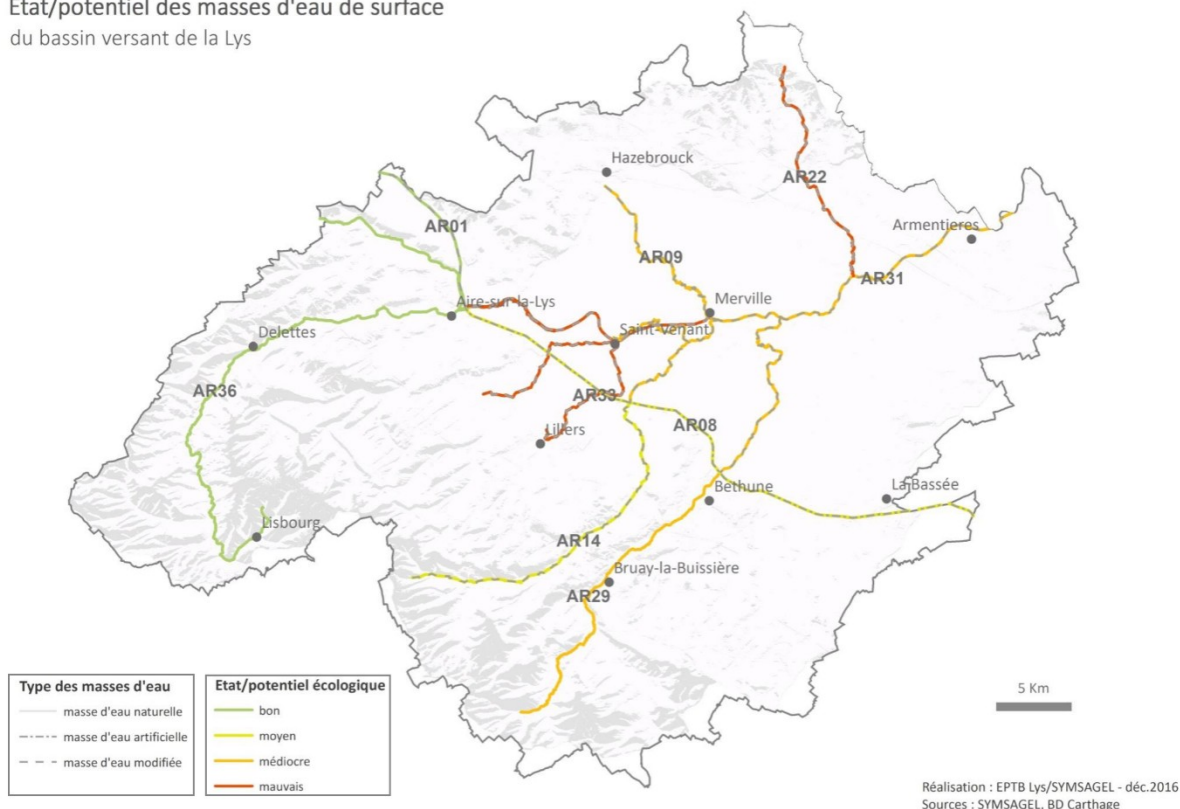 Etat/potentiel des masses d'eau de surface
du bassin versant de la Lys
Hazebrouck
AR22
AR01
Armentieres
AR09
AR31
Aire-sur-la-Lys
Merville
Delettes
Saint-Venant
AR36
AR33
AR08
Lillers
La Bassée
Bethune
Lisbourg
AR14
Bruay-la-Buissière
AR29
Type des masses d'eau
masse d'eau naturelle
masse d'eau artificielle
masse d'eau modifiée
Etat/potentiel écologique
bon
moyen
médiocre
mauvais
5 Km
Réalisation : EPTB Lys/SYMSAGEL - déc.2016
Sources : SYMSAGEL, BD Carthage